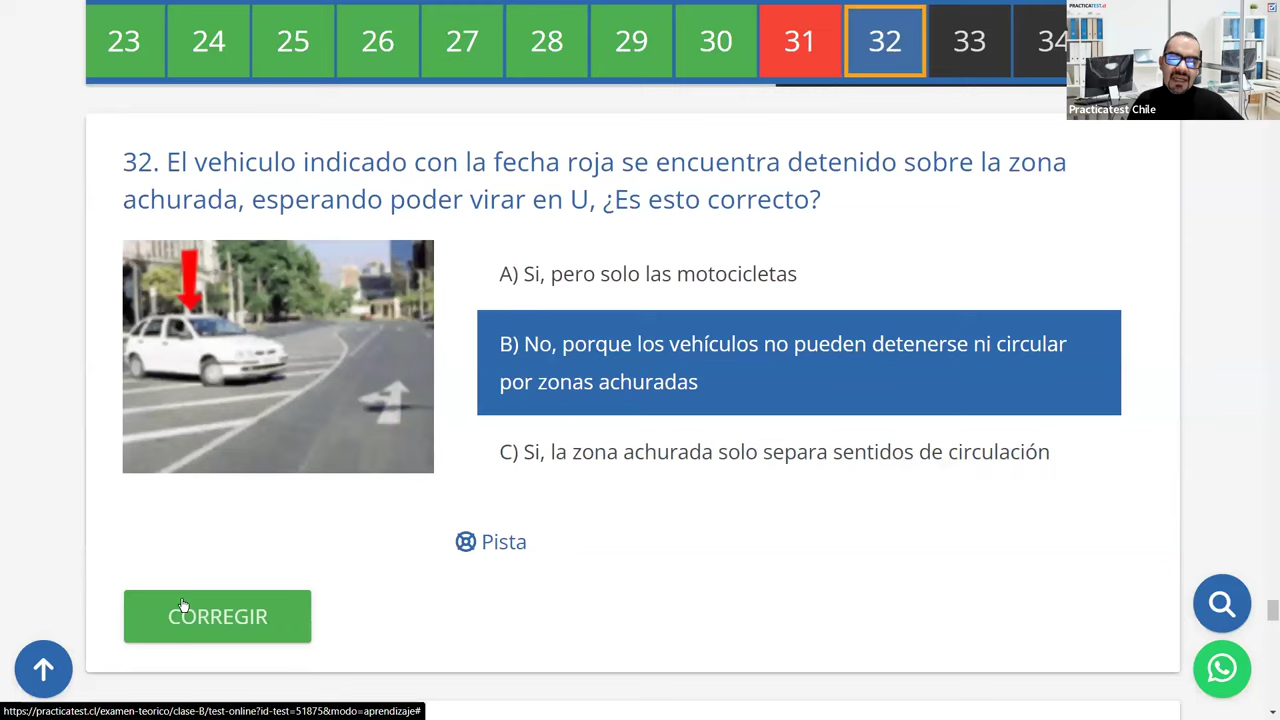 23 24 25 26 27 28 29 30 31 32 33 34
PRACTICATEST.cl
Practicatest Chile
32. El vehiculo indicado con la fecha roja se encuentra detenido sobre la zona
achurada, esperando poder virar en U, ¿Es esto correcto?
A) Si, pero solo las motocicletas
B) No, porque los vehículos no pueden detenerse ni circular
por zonas achuradas
C) Si, la zona achurada solo separa sentidos de circulación
Pista
CORREGIR
https://practicatest.cl/examen-teorico/clase-B/test-online?id-test=51875&modo=aprendizaje#